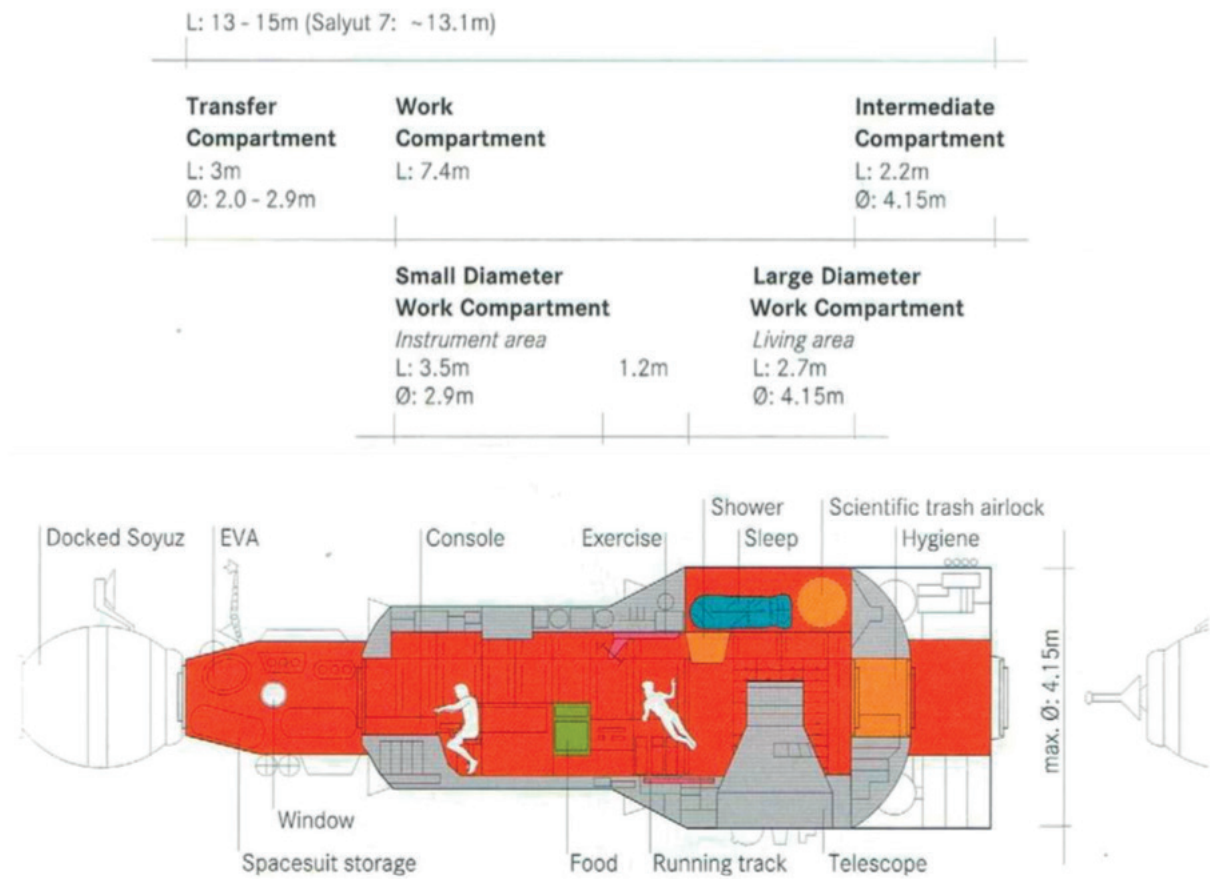 L: 13 - 15m (Salyut 7: ~13.1m)
Transfer
Compartment
L: 3m
Ø: 2.0 - 2.9m
Work
Compartment
L: 7.4m
Intermediate
Compartment
L: 2.2m
Ø: 4.15m
Small Diameter
Work Compartment
Instrument area
L: 3.5m
Ø: 2.9m
1.2m
Large Diameter
Work Compartment
Living area
L: 2.7m
Ø: 4.15m
Shower
Scientific trash airlock
Docked Soyuz
EVA
Console
Exercise
Sleep
Hygiene
max. Ø: 4.15m
Window
Spacesuit storage
Food
Running track
Telescope